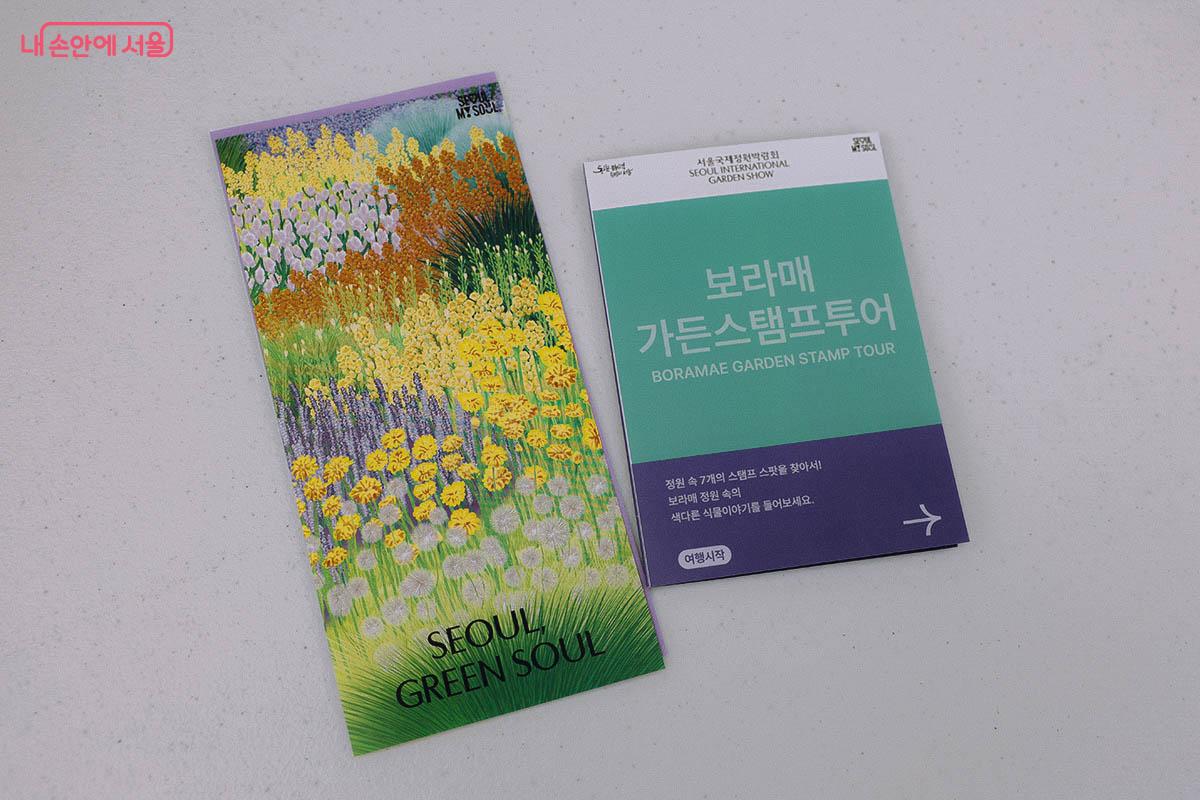 내 손안에 서울
SEOUL
MY SOUL
SEOUL,
GREEN SOUL
서울국제정원박람회
SEOUL INTERNATIONAL
GARDEN SHOW
SEOUL
MY SOUL
보라매
가든스탬프투어
BORAMAE GARDEN STAMP TOUR
정원 속 7개의 스탬프 스팟을 찾아서!
보라매 정원 속의
색다른 식물이야기를 들어보세요.
여행시작